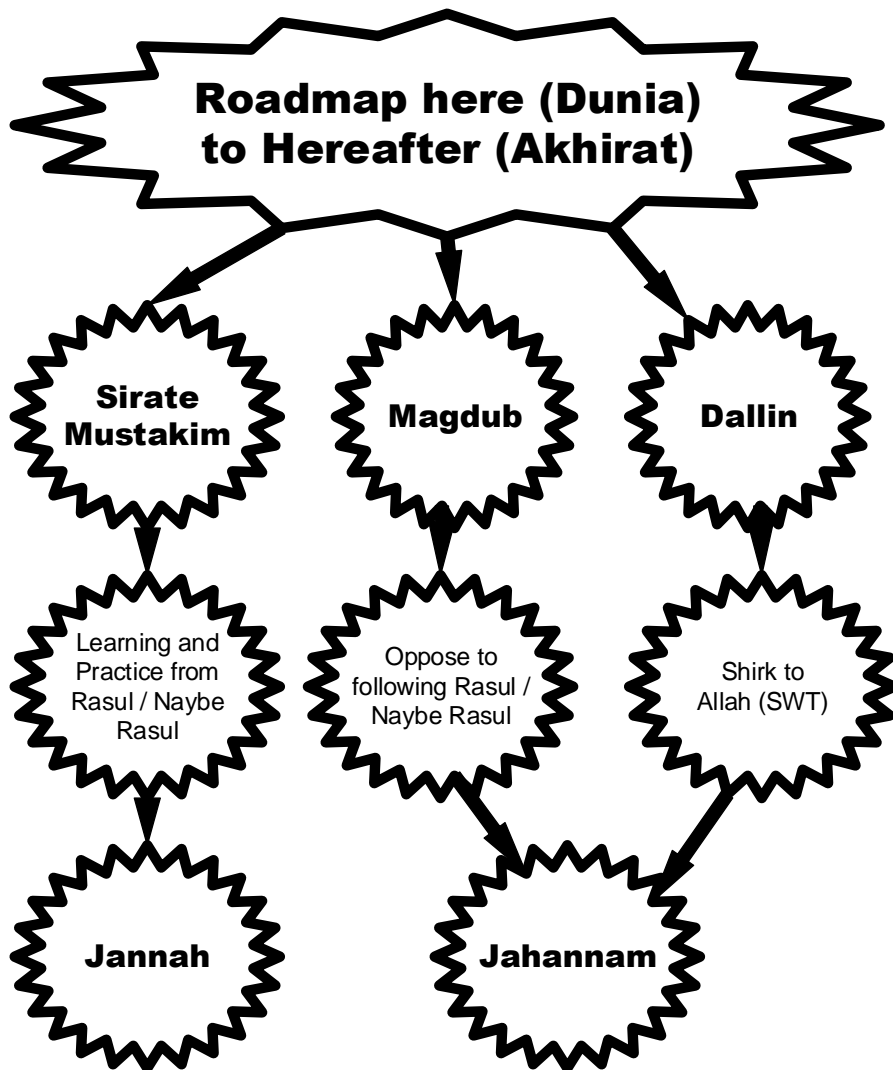 Roadmap here (Dunia)
to Hereafter (Akhirat)
Sirate
Mustakim
Magdub
Dallin
Learning and
Practice from
Rasul / Naybe
Rasul
Oppose to
following Rasul /
Naybe Rasul
Shirk to
Allah (SWT)
Jannah
Jahannam